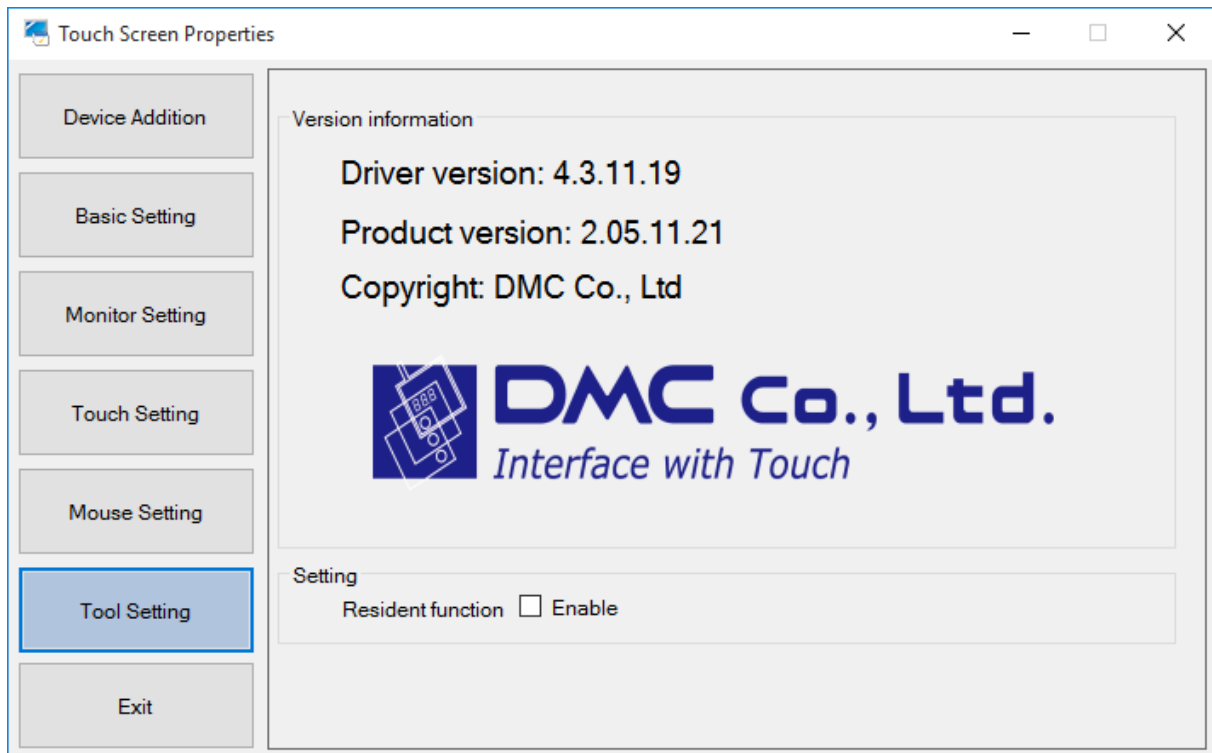 Touch Screen Properties
Device Addition
Basic Setting
Monitor Setting
Touch Setting
Mouse Setting
Tool Setting
Exit
Version information
Driver version: 4.3.11.19
Product version: 2.05.11.21
Copyright: DMC Co., Ltd
888
DMC Co., Ltd.
Interface with Touch
Setting
Resident function Enable